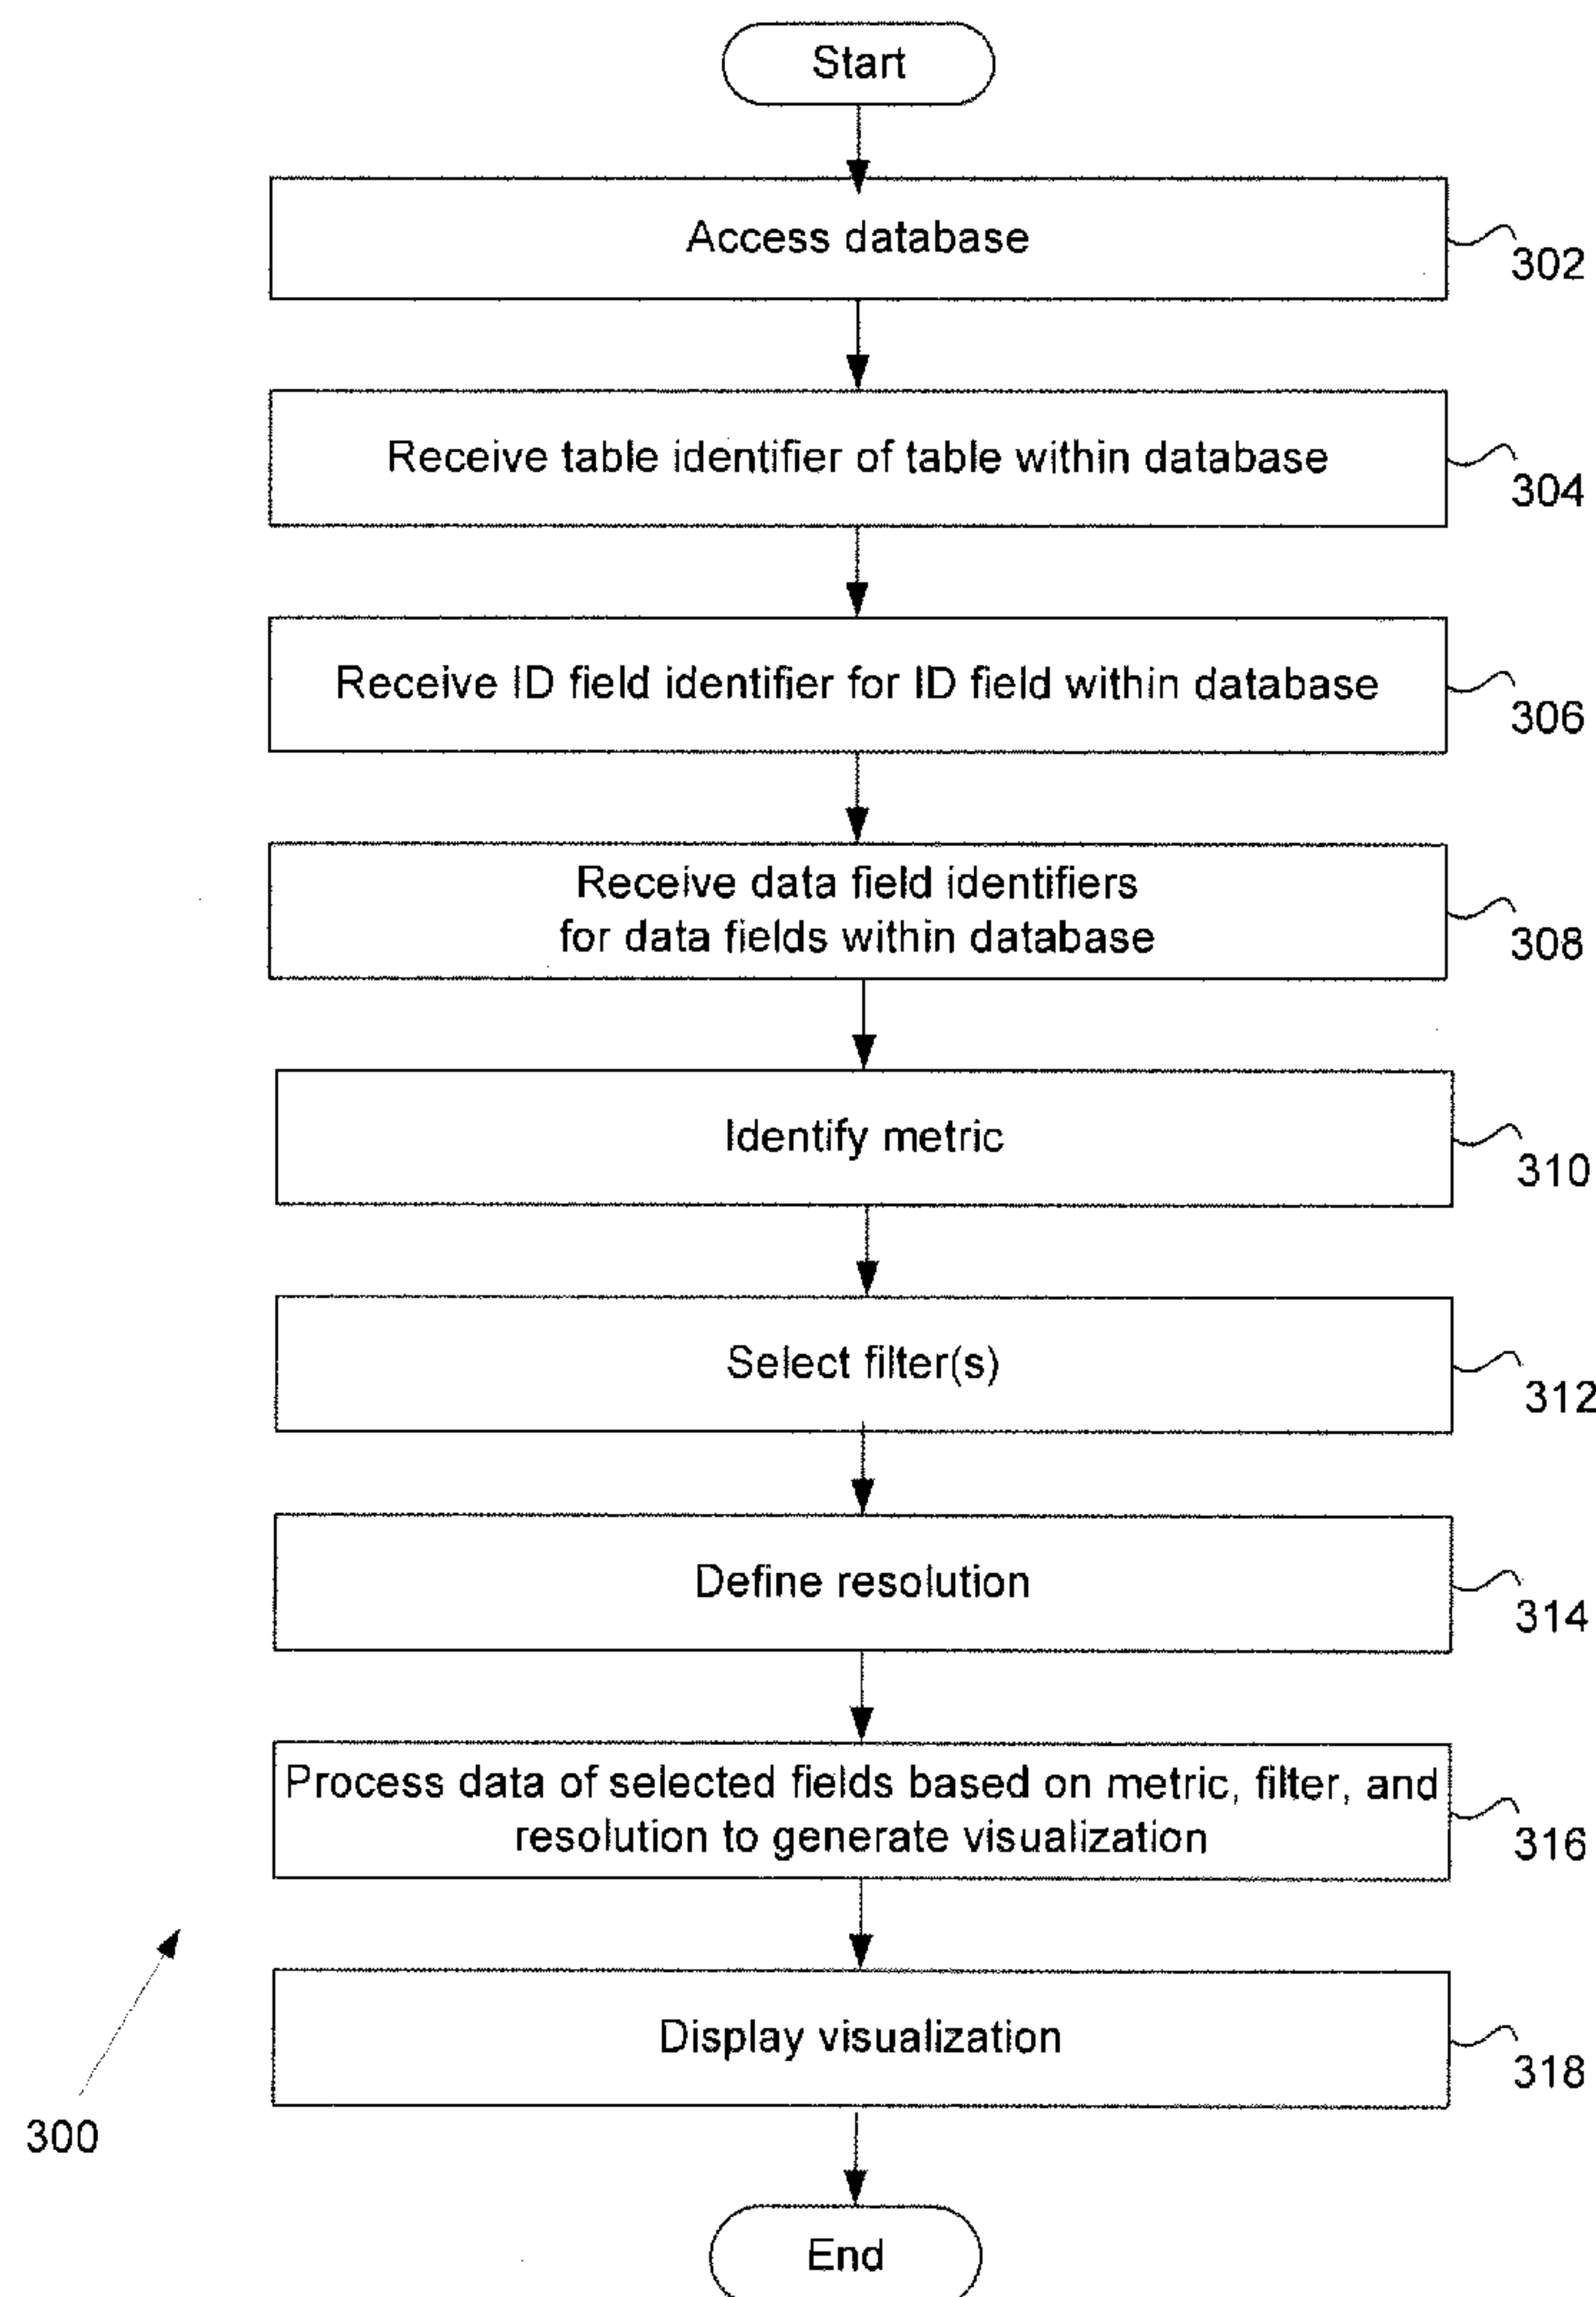 Start
Access database
302
Receive table identifier of table within database
304
Receive ID field identifier for ID field within database
306
Receive data field identifiers
for data fields within database
308
Identify metric
310
Select filter(s)
312
Define resolution
314
Process data of selected fields based on metric, filter, and
resolution to generate visualization
316
Display visualization
318
300
End